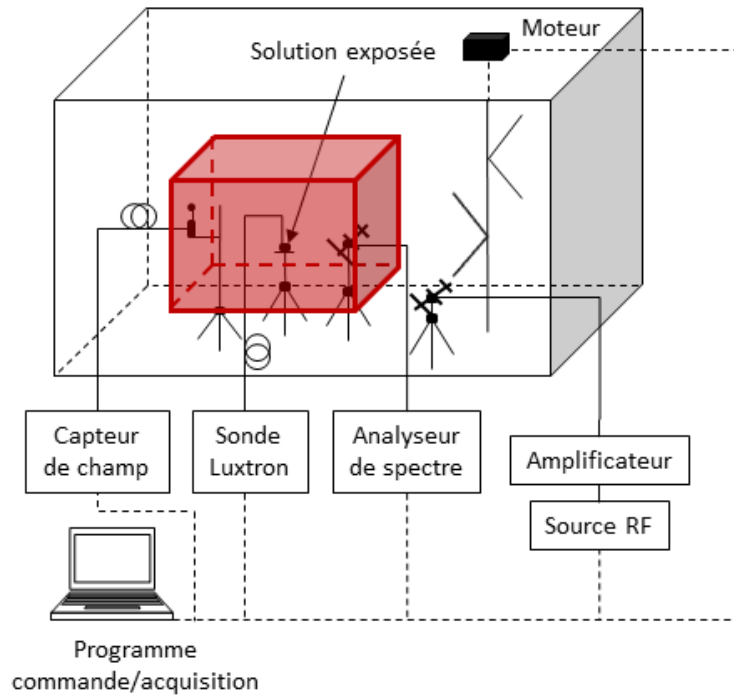 Moteur
Solution exposée
Capteur
de champ
Sonde
Luxtron
Analyseur
de spectre
Amplificateur
Source RF
Programme
commande/acquisition